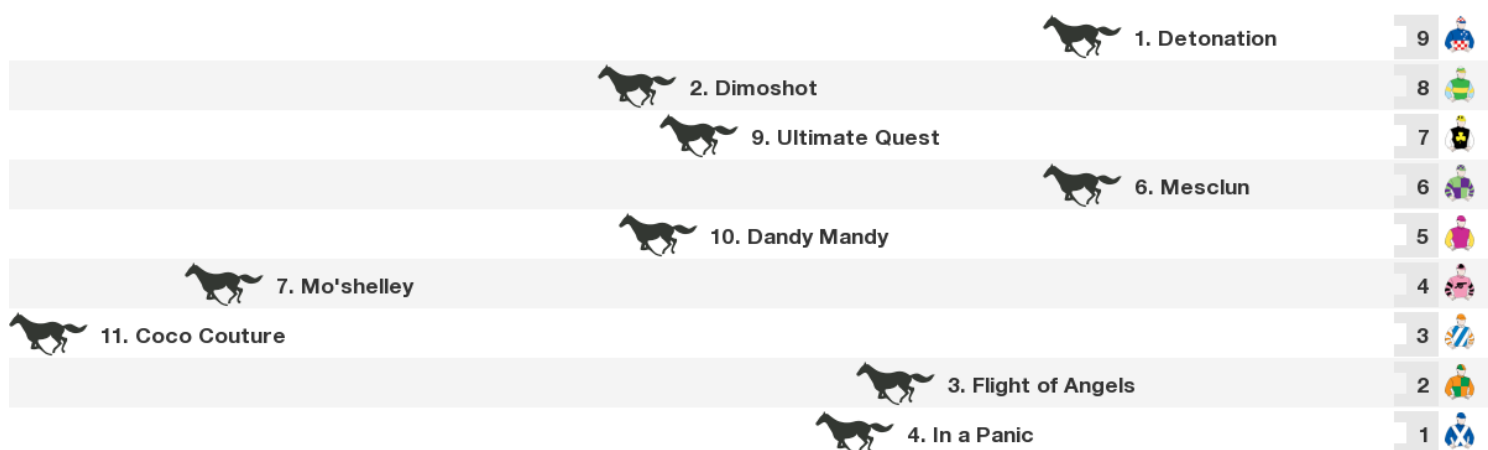 1. Detonation 9
2. Dimoshot 8
9. Ultimate Quest 7
6. Mesclun 6
10. Dandy Mandy 5
7. Mo'shelley 4
11. Coco Couture 3
3. Flight of Angels 2
4. In a Panic 1